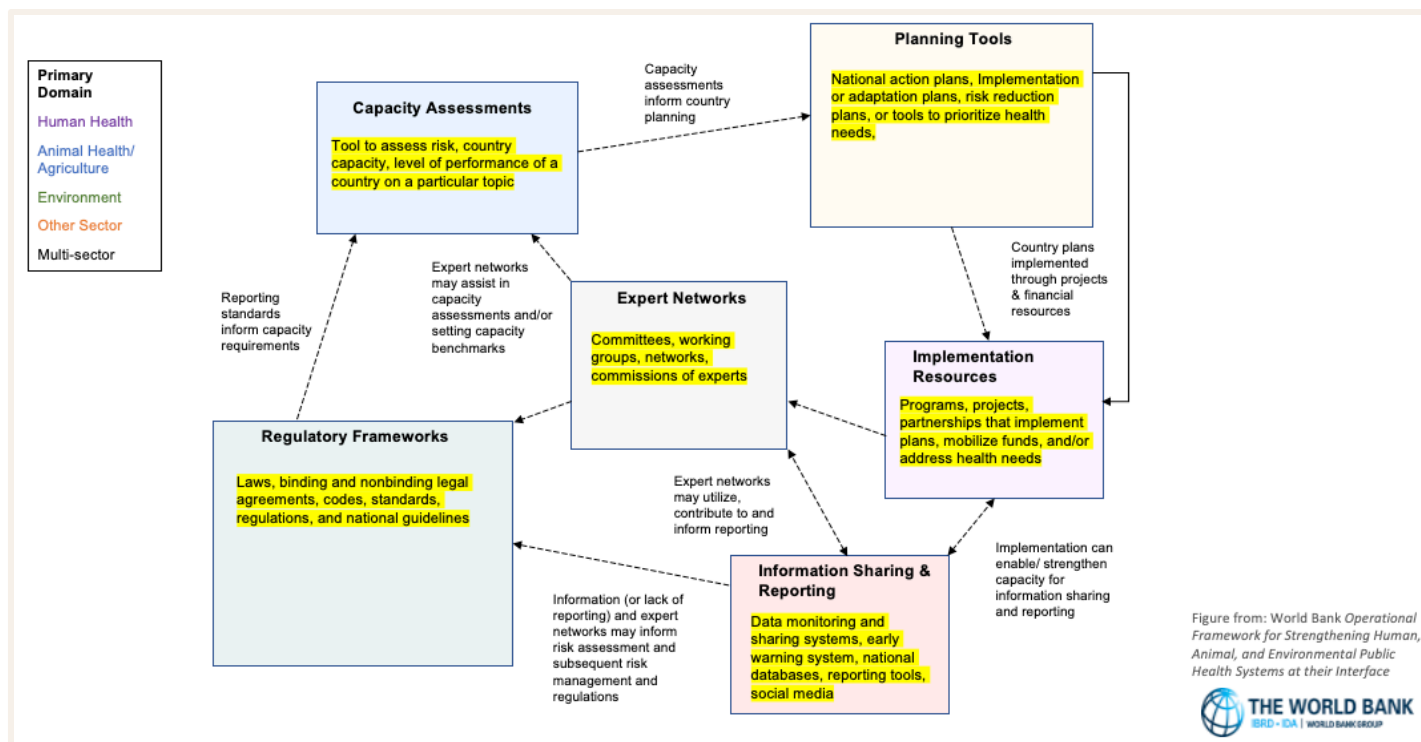 Primary
Domain
Human Health
Animal Health/
Agriculture
Environment
Other Sector
Multi-sector
Capacity Assessments
Tool to assess risk, country
capacity, level of performance of a
country on a particular topic
Capacity
assessments
inform country
planning
Planning Tools
National action plans, Implementation
or adaptation plans, risk reduction
plans, or tools to prioritize health
needs,
Country plans
implemented
through projects
& financial
resources
Reporting
standards
inform capacity
requirements
Expert networks
may assist in
capacity
assessments and/or
setting capacity
benchmarks
Expert Networks
Committees, working
groups, networks,
commissions of experts
Implementation
Resources
Programs, projects,
partnerships that implement
plans, mobilize funds, and/or
address health needs
Regulatory Frameworks
Laws, binding and nonbinding legal
agreements, codes, standards,
regulations, and national guidelines
Expert networks
may utilize,
contribute to and
inform reporting
Information (or lack of
reporting) and expert
networks may inform
risk assessment and
subsequent risk
management and
regulations
Information Sharing &
Reporting
Data monitoring and
sharing systems, early
warning system, national
databases, reporting tools,
social media
Implementation can
enable/ strengthen
capacity for
information sharing
and reporting
Figure from: World Bank Operational
Framework for Strengthening Human,
Animal, and Environmental Public
Health Systems at their Interface
THE WORLD BANK
IBRD • IDA | WORLD BANK GROUP